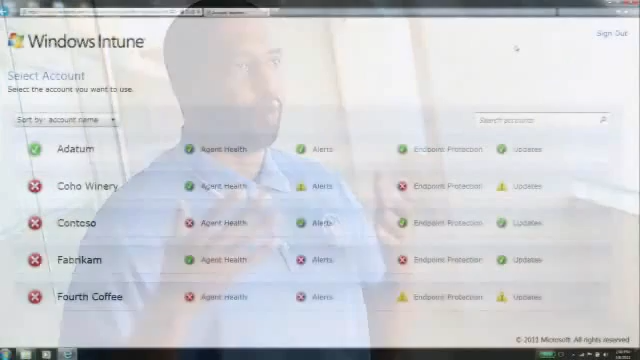 Sign Out
Windows Intune
Select Account
Select the account you want to use.
Sort by: account name
Search accounts
Adatum Agent Health Alerts Endpoint Protection Updates
Coho Winery Agent Health Alerts Endpoint Protection Updates
Contoso Agent Health Alerts Endpoint Protection Updates
Fabrikam Agent Health Alerts Endpoint Protection Updates
Fourth Coffee Agent Health Alerts Endpoint Protection Updates
© 2011 Microsoft. All rights reserved